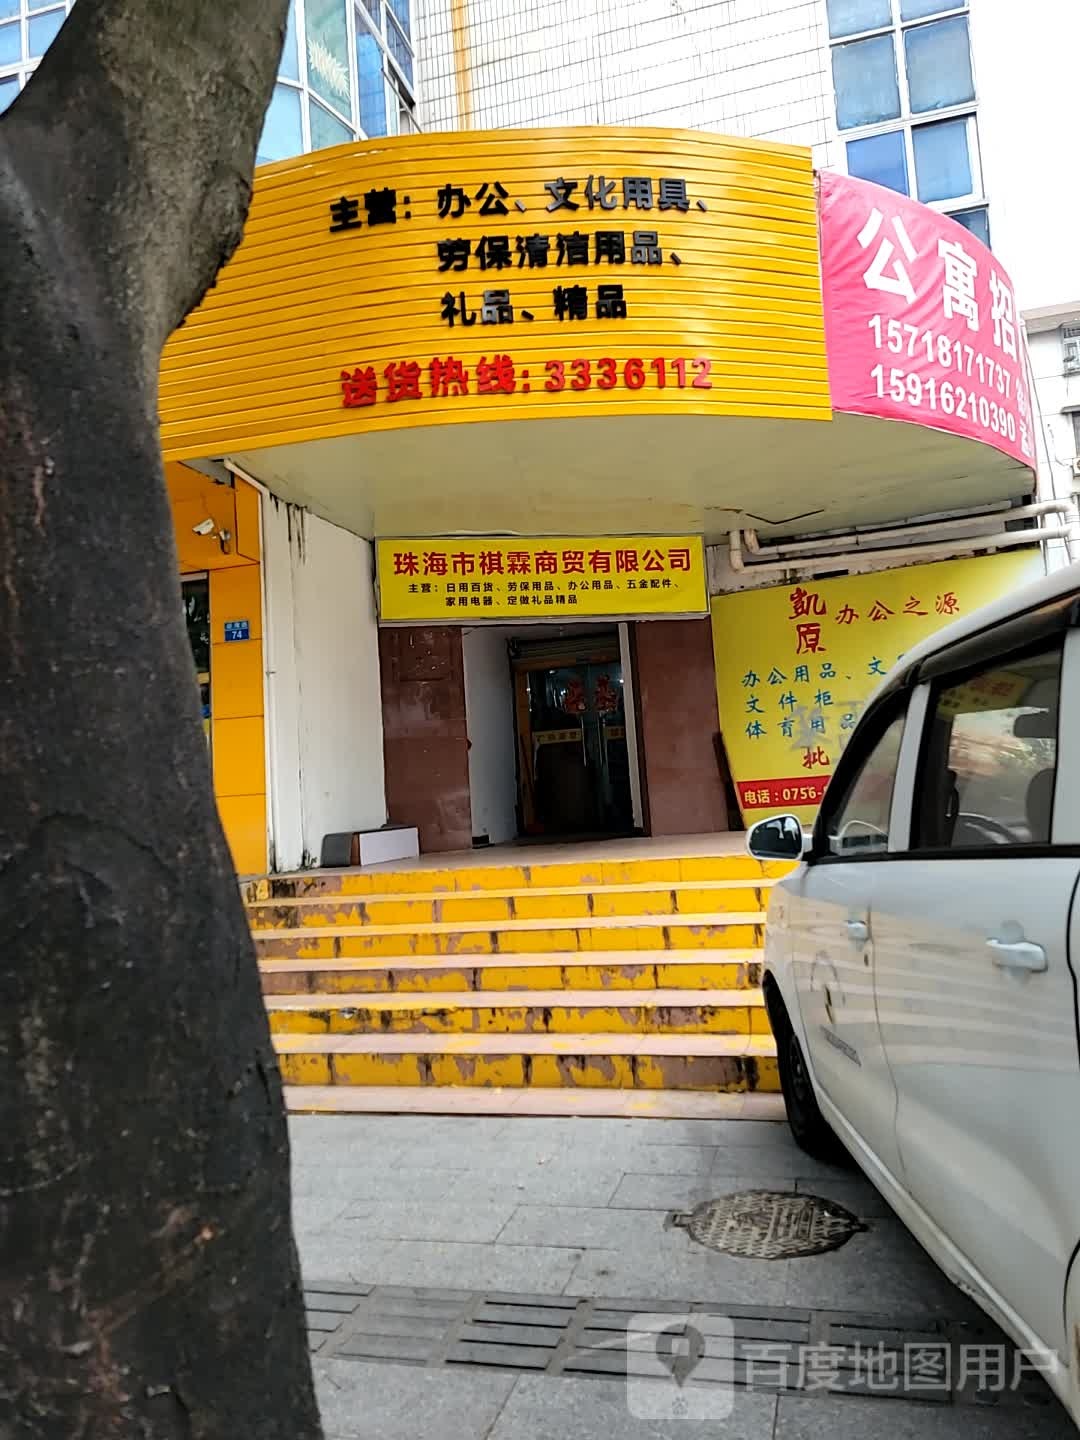 主营：办公、文化用具、
劳保清洁用品、
礼品、精品
送货热线：3336112
公寓招
15718171737
15916210390
珠海市祺霖商贸有限公司
主营：日用百货、劳保用品、办公用品、五金配件、
家用电器、定做礼品精品
74
凱原
办公之源
办公用品、文
文件柜
体育用品
批
电话：0756-
百度地图用户